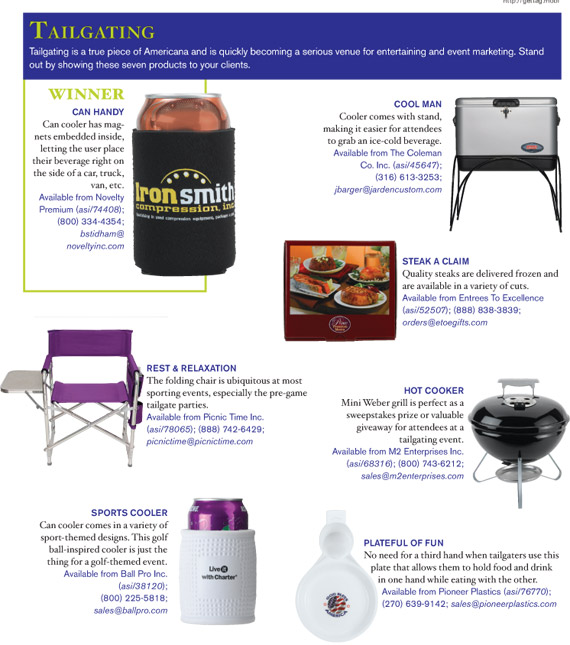 http://gettag.mobi
TAILGATING
Tailgating is a true piece of Americana and is quickly becoming a serious venue for entertaining and event marketing. Stand
out by showing these seven products to your clients.
WINNER
CAN HANDY
Can cooler has mag-
nets embedded inside,
letting the user place
their beverage right on
the side of a car, truck,
van, etc.
Available from Novelty
Premium (asi/74408);
(800) 334-4354;
bstidham@
noveltyinc.com
Ironsmith
compression, inc.
COOL MAN
Cooler comes with stand,
making it easier for attendees
to grab an ice-cold beverage.
Available from The Coleman
Co. Inc. (asi/45647);
(316) 613-3253;
jbarger@jardencustom.com
STEAK A CLAIM
Quality steaks are delivered frozen and
are available in a variety of cuts.
Available from Entrees To Excellence
(asi/52507); (888) 838-3839;
orders@etoegifts.com
REST & RELAXATION
The folding chair is ubiquitous at most
sporting events, especially the pre-game
tailgate parties.
Available from Picnic Time Inc.
(asi/78065); (888) 742-6429;
picnictime@picnictime.com
HOT COOKER
Mini Weber grill is perfect as a
sweepstakes prize or valuable
giveaway for attendees at a
tailgating event.
Available from M2 Enterprises Inc.
(asi/68316); (800) 743-6212;
sales@m2enterprises.com
SPORTS COOLER
Can cooler comes in a variety of
sport-themed designs. This golf
ball-inspired cooler is just the
thing for a golf-themed event.
Available from Ball Pro Inc.
(asi/38120);
(800) 225-5818;
sales@ballpro.com
Live it
with Charter
PLATEFUL OF FUN
No need for a third hand when tailgaters use this
plate that allows them to hold food and drink
in one hand while eating with the other.
Available from Pioneer Plastics (asi/76770);
(270) 639-9142; sales@pioneerplastics.com